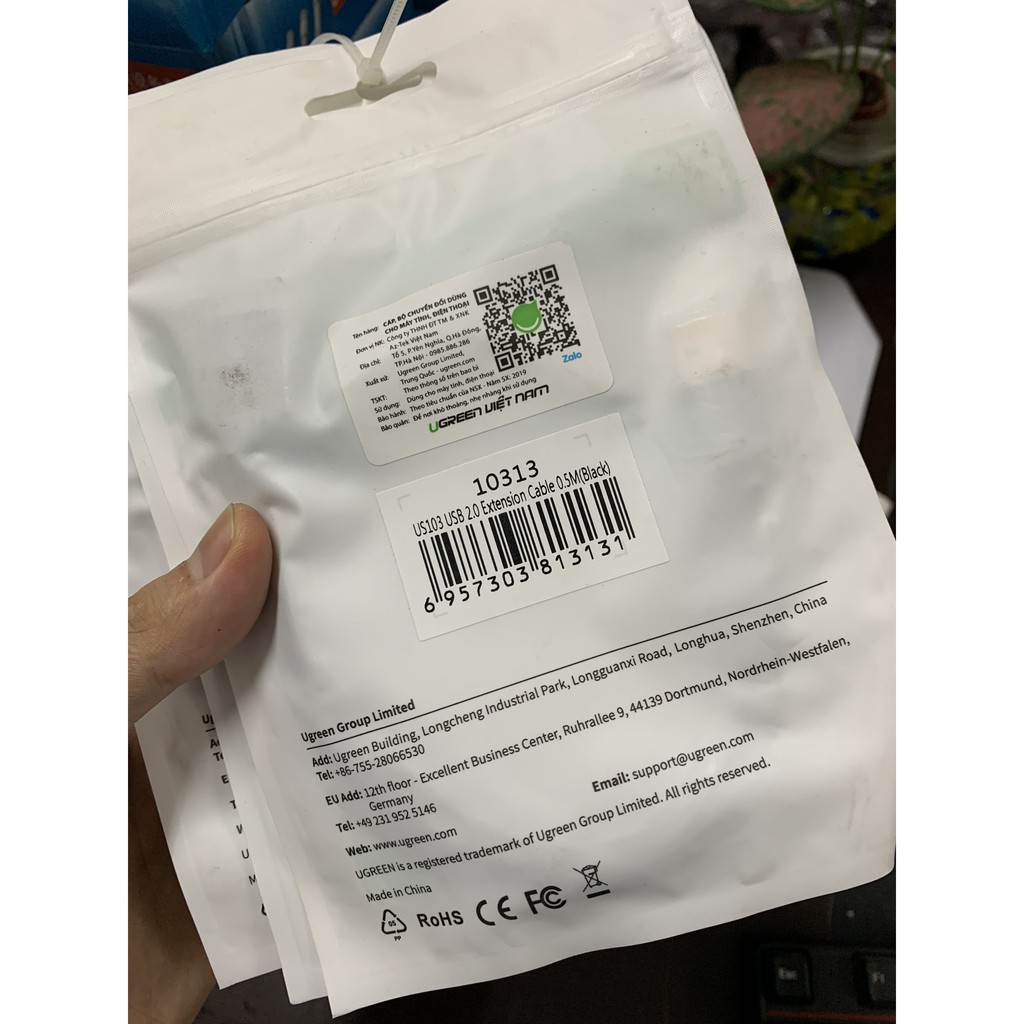 Tên hàng: CÁP, BỘ CHUYỂN ĐỔI DÙNG
CHO MÁY TÍNH, ĐIỆN THOẠI
Đơn vị NK: Công ty TNHH ĐT TM & XNK
Az-Tek Việt Nam
Địa chỉ: Tổ 5, P.Yên Nghĩa, Q.Hà Đông,
TP.Hà Nội - 0985.886.286
Xuất xứ: Ugreen Group Limited,
Trung Quốc - ugreen.com
TSKT: Theo thông số trên bao bì
Sử dụng: Dùng cho máy tính, điện thoại
Bảo hành: Theo tiêu chuẩn của NSX - Năm SX: 2019
Bảo quản: Để nơi khô thoáng, nhẹ nhàng khi sử dụng
Zalo
UGREEN VIỆT NAM
10313
US103 USB 2.0 Extension Cable 0.5M(Black)
6 957303 813131
Ugreen Group Limited
Add: Ugreen Building, Longcheng Industrial Park, Longguanxi Road, Longhua, Shenzhen, China
Tel: +86-755-28066530
EU Add: 12th floor - Excellent Business Center, Ruhrallee 9, 44139 Dortmund, Nordrhein-Westfalen,
Germany
Tel: +49 231 952 5146
Email: support@ugreen.com
Web: www.ugreen.com
UGREEN is a registered trademark of Ugreen Group Limited. All rights reserved.
Made in China
05
PP
RoHS CE FC